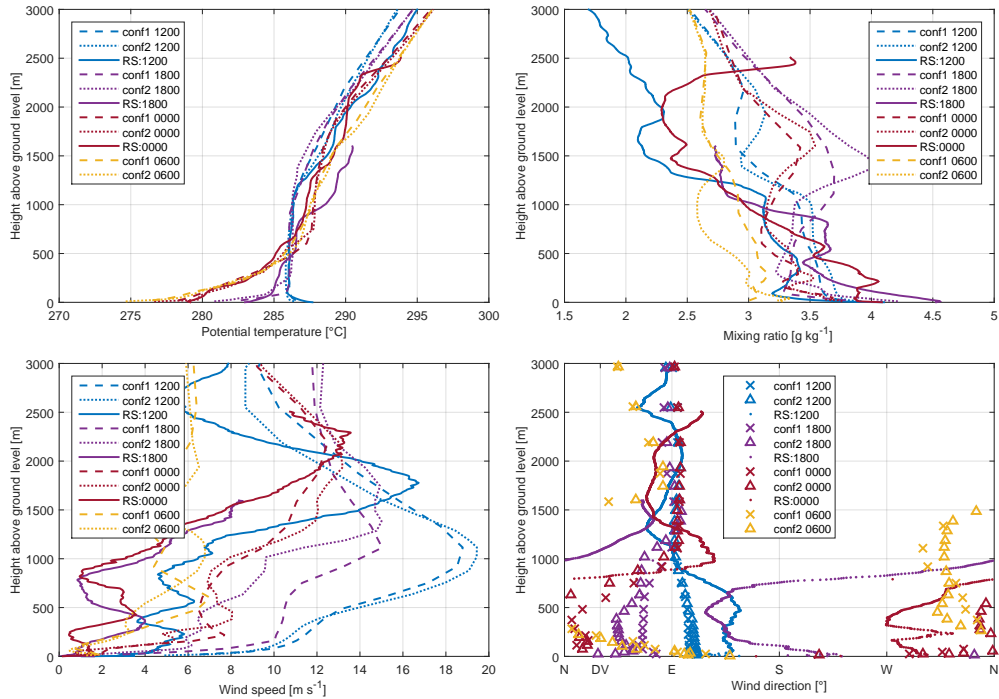 3000
2500
2000
1500
1000
500
0
Height above ground level [m]
conf1 1200
conf2 1200
RS:1200
conf1 1800
conf2 1800
RS:1800
conf1 0000
conf2 0000
RS:0000
conf1 0600
conf2 0600
270 275 280 285 290 295 300
Potential temperature [°C]
3000
2500
2000
1500
1000
500
0
Height above ground level [m]
conf1 1200
conf2 1200
RS:1200
conf1 1800
conf2 1800
RS:1800
conf1 0000
conf2 0000
RS:0000
conf1 0600
conf2 0600
1.5 2 2.5 3 3.5 4 4.5 5
Mixing ratio [g kg⁻¹]
3000
2500
2000
1500
1000
500
0
Height above ground level [m]
conf1 1200
conf2 1200
RS:1200
conf1 1800
conf2 1800
RS:1800
conf1 0000
conf2 0000
RS:0000
conf1 0600
conf2 0600
0 2 4 6 8 10 12 14 16 18 20
Wind speed [m s⁻¹]
3000
2500
2000
1500
1000
500
0
Height above ground level [m]
conf1 1200
conf2 1200
RS:1200
conf1 1800
conf2 1800
RS:1800
conf1 0000
conf2 0000
RS:0000
conf1 0600
conf2 0600
N DV E S W N
Wind direction [°]